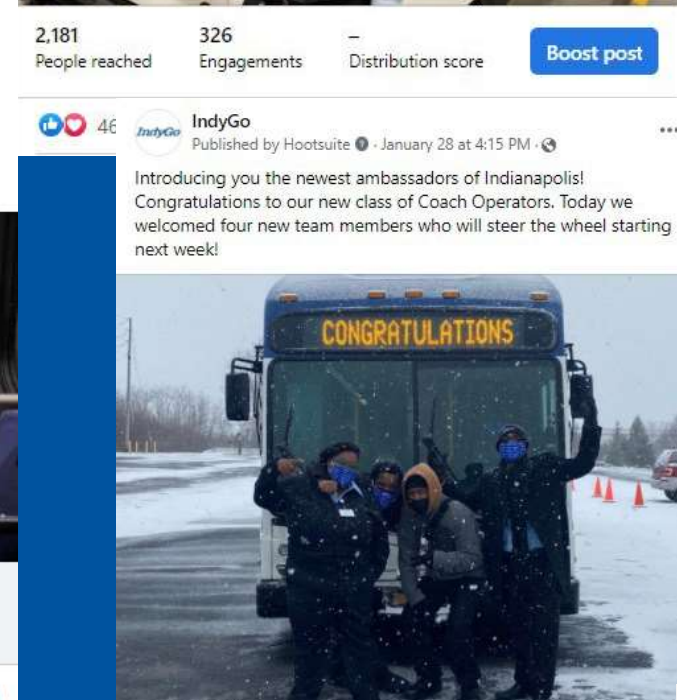 2,181
326
–
People reached
Engagements
Distribution score
Boost post
46
IndyGo
IndyGo
Published by Hootsuite · January 28 at 4:15 PM ·
Introducing you the newest ambassadors of Indianapolis!
Congratulations to our new class of Coach Operators. Today we
welcomed four new team members who will steer the wheel starting
next week!
CONGRATULATIONS